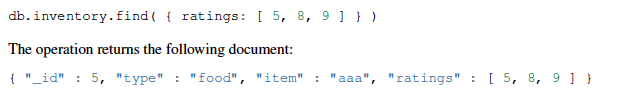 db.inventory.find( { ratings: [ 5, 8, 9 ] } )
The operation returns the following document:
{ "_id" : 5, "type" : "food", "item" : "aaa", "ratings" : [ 5, 8, 9 ] }